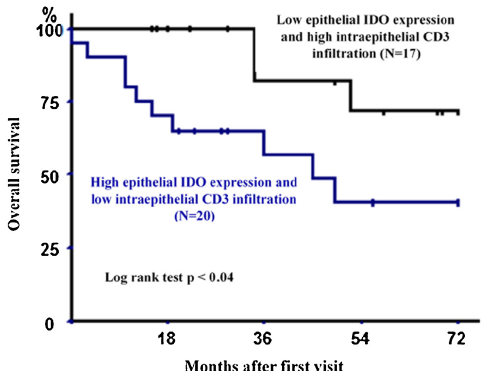 %
100
75
50
25
0
Overall survival
Low epithelial IDO expression
and high intraepithelial CD3
infiltration (N=17)
High epithelial IDO expression and
low intraepithelial CD3 infiltration
(N=20)
Log rank test p < 0.04
18 36 54 72
Months after first visit